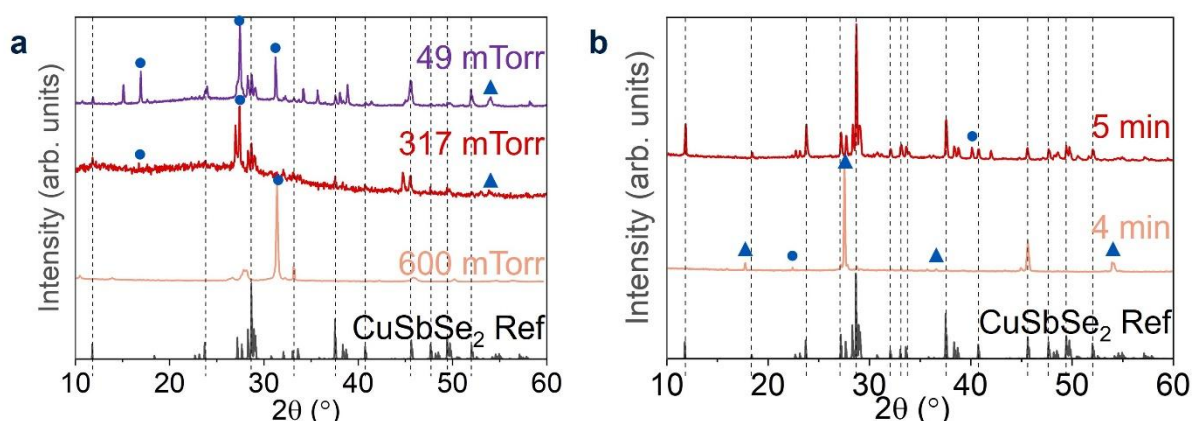 a
Intensity (arb. units)
49 mTorr
317 mTorr
600 mTorr
CuSbSe₂ Ref
10 20 30 40 50 60
2θ (°)
b
Intensity (arb. units)
5 min
4 min
CuSbSe₂ Ref
10 20 30 40 50 60
2θ (°)